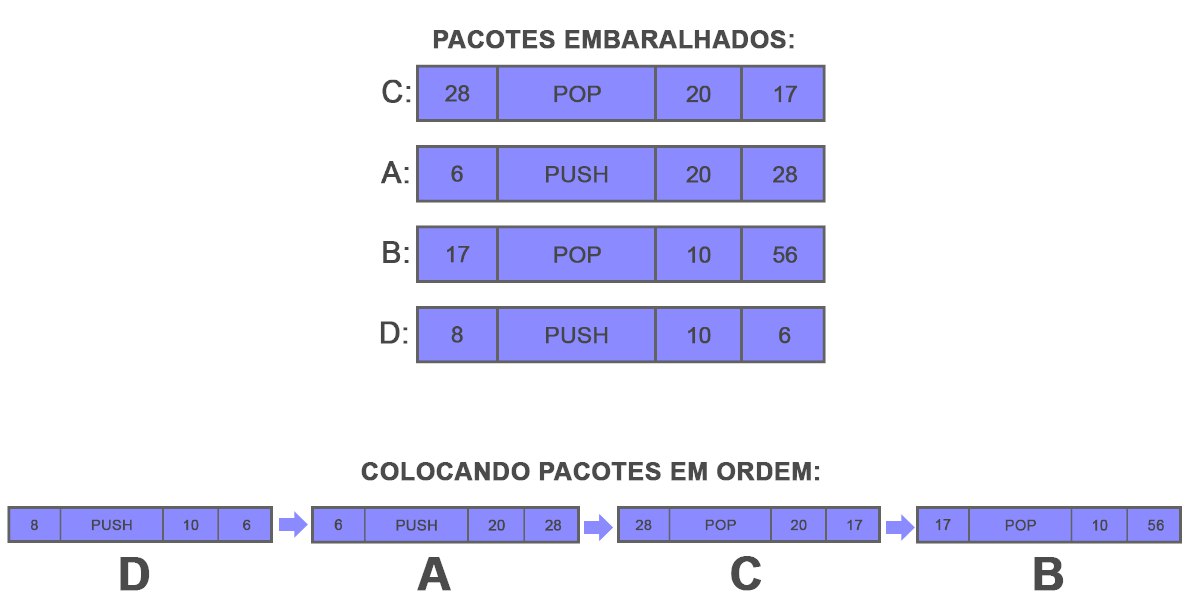 PACOTES EMBARALHADOS:
C: 28 POP 20 17
A: 6 PUSH 20 28
B: 17 POP 10 56
D: 8 PUSH 10 6
COLOCANDO PACOTES EM ORDEM:
8 PUSH 10 6 6 PUSH 20 28 28 POP 20 17 17 POP 10 56
D A C B